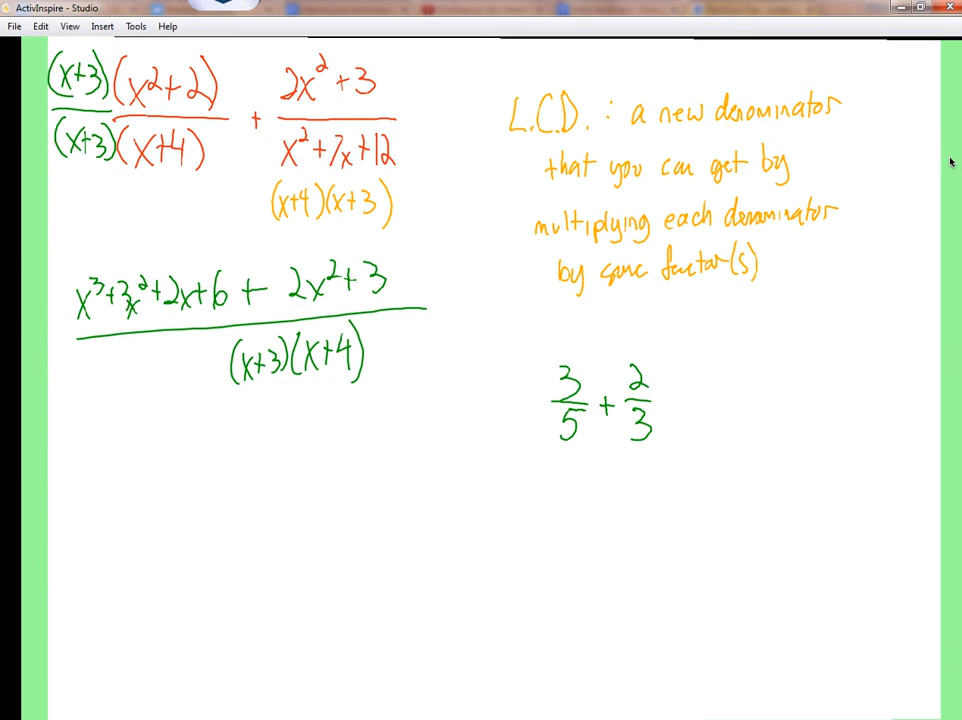 ActivInspire - Studio
File Edit View Insert Tools Help
(x+3)(x²+2) + 2x²+3
(x+3)(x+4) x²+7x+12
(x+4)(x+3)
x³+3x²+2x+6 + 2x²+3
(x+3)(x+4)
L.C.D. : a new denominator
that you can get by
multiplying each denominator
by some factor(s)
3/5 + 2/3